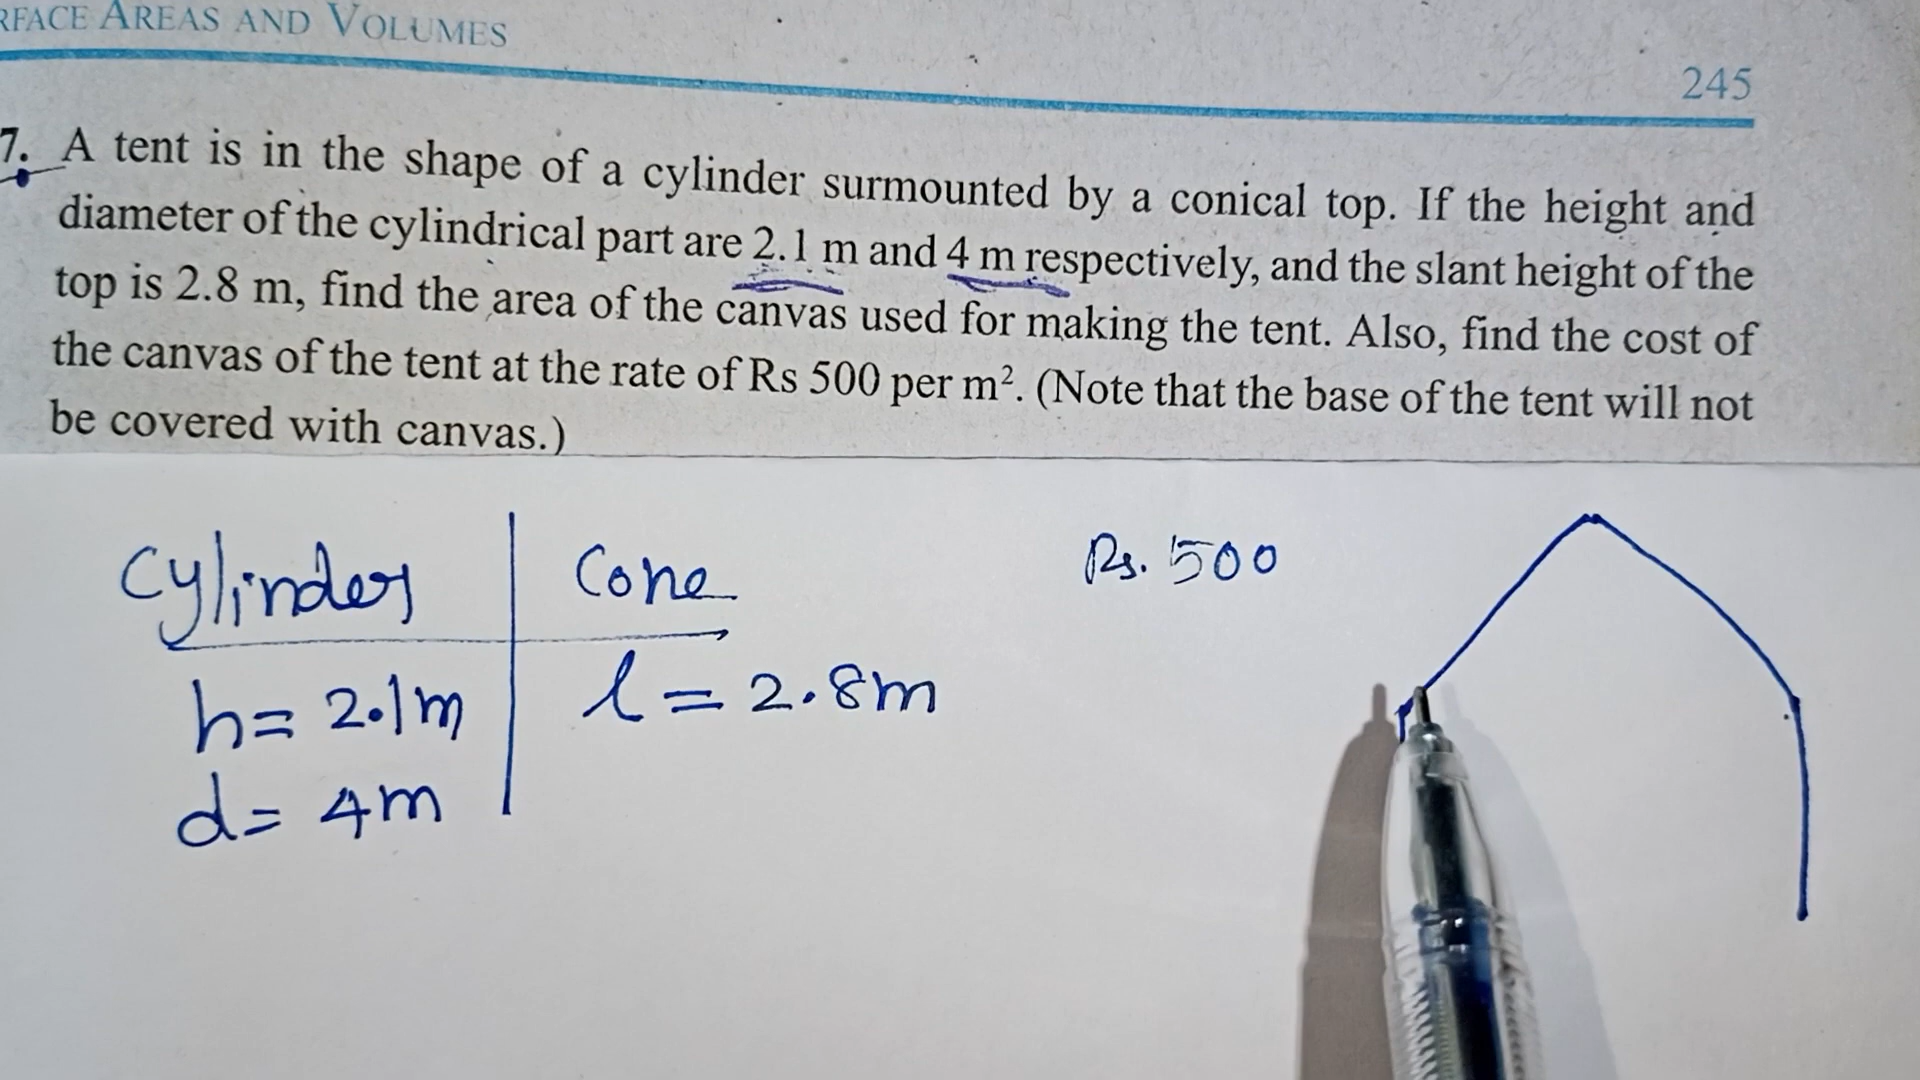 RFACE AREAS AND VOLUMES
245
7. A tent is in the shape of a cylinder surmounted by a conical top. If the height and
diameter of the cylindrical part are 2.1 m and 4 m respectively, and the slant height of the
top is 2.8 m, find the area of the canvas used for making the tent. Also, find the cost of
the canvas of the tent at the rate of Rs 500 per m². (Note that the base of the tent will not
be covered with canvas.)
Cylinder Cone Rs. 500
h = 2.1m l = 2.8m
d = 4m